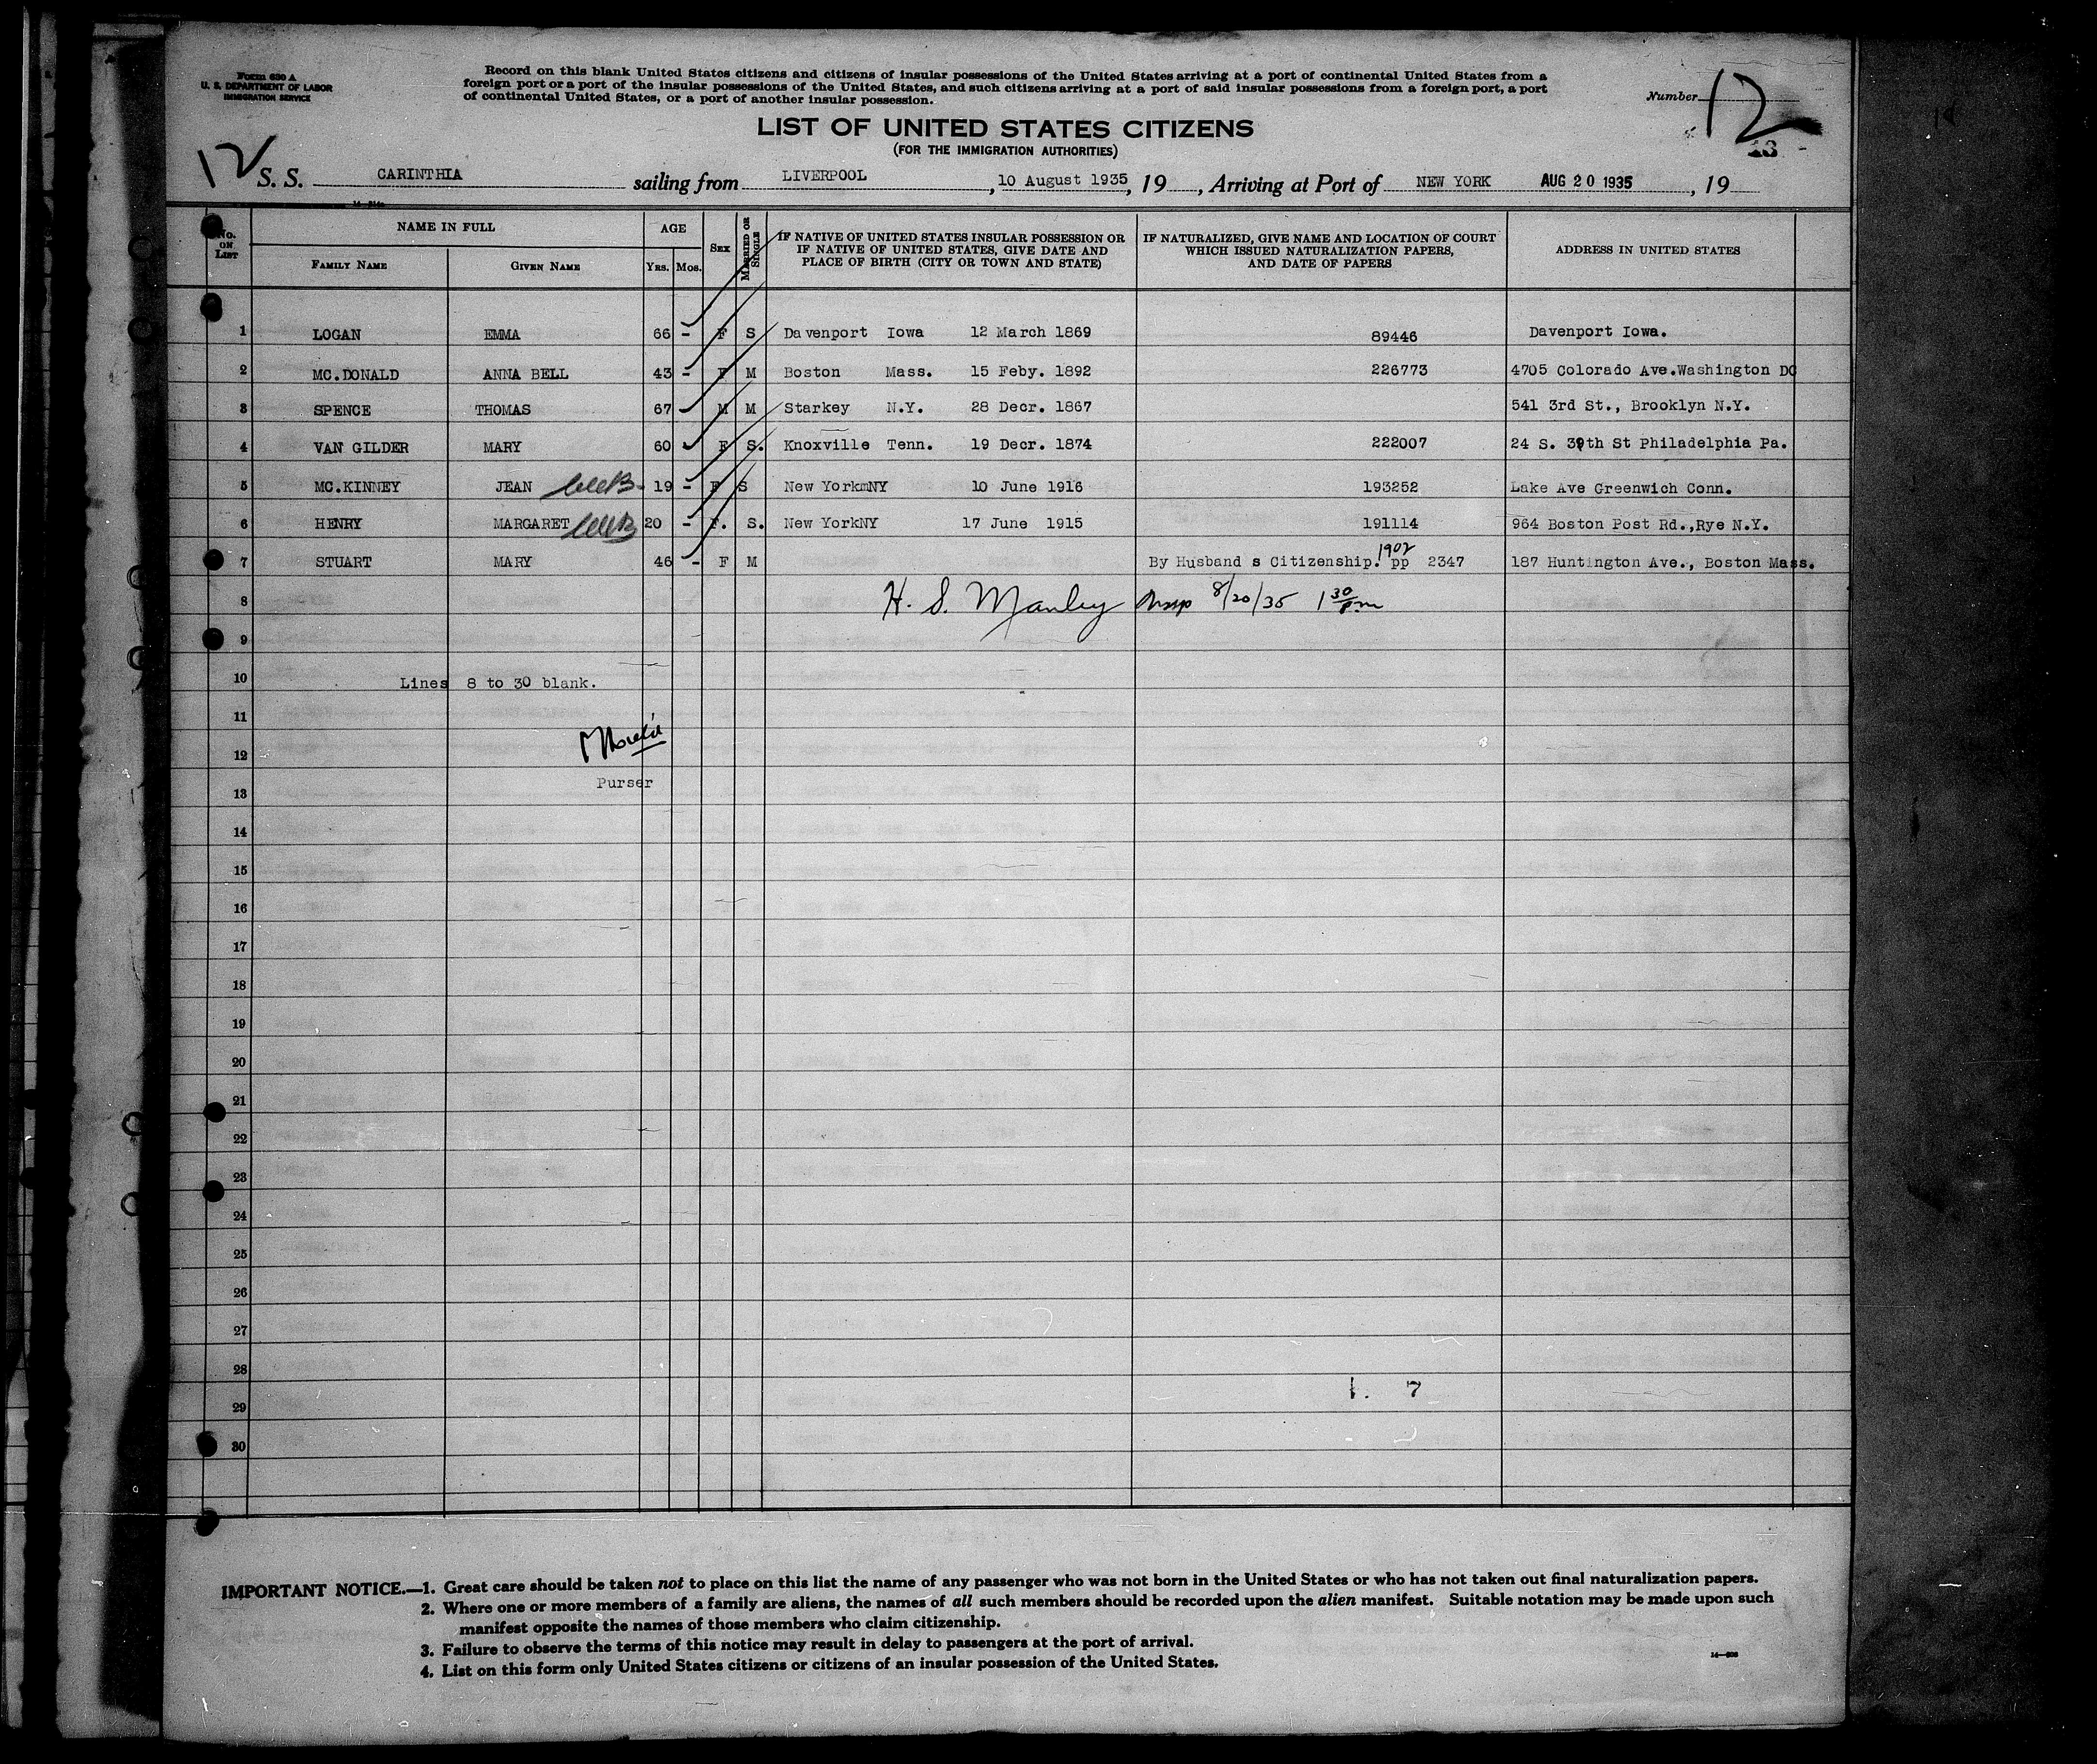 Form 630 A
U. S. DEPARTMENT OF LABOR
IMMIGRATION SERVICE
Record on this blank United States citizens and citizens of insular possessions of the United States arriving at a port of continental United States from a
foreign port or a port of the insular possessions of the United States, and such citizens arriving at a port of said insular possessions from a foreign port, a port
of continental United States, or a port of another insular possession.
Number 12
13
LIST OF UNITED STATES CITIZENS
(FOR THE IMMIGRATION AUTHORITIES)
12
S. S. CARINTHIA sailing from LIVERPOOL, 10 August 1935, 19 , Arriving at Port of NEW YORK AUG 20 1935, 19
No. ON LIST NAME IN FULL FAMILY NAME GIVEN NAME AGE YRS. MOS. SEX MARRIED OR SINGLE IF NATIVE OF UNITED STATES INSULAR POSSESSION OR IF NATIVE OF UNITED STATES, GIVE DATE AND PLACE OF BIRTH (CITY OR TOWN AND STATE) IF NATURALIZED, GIVE NAME AND LOCATION OF COURT WHICH ISSUED NATURALIZATION PAPERS, AND DATE OF PAPERS ADDRESS IN UNITED STATES
1 LOGAN EMMA 66 - F S Davenport Iowa 12 March 1869 89446 Davenport Iowa.
2 MC.DONALD ANNA BELL 43 - F M Boston Mass. 15 Feby. 1892 226773 4705 Colorado Ave.Washington DC
3 SPENCE THOMAS 67 M M Starkey N.Y. 28 Decr. 1867 541 3rd St., Brooklyn N.Y.
4 VAN GILDER MARY 60 - F S. Knoxville Tenn. 19 Decr. 1874 222007 24 S. 39th St Philadelphia Pa.
5 MC.KINNEY JEAN 19 - F S New YorkmNY 10 June 1916 193252 Lake Ave Greenwich Conn.
6 HENRY MARGARET 20 - F. S. New YorkNY 17 June 1915 191114 964 Boston Post Rd.,Rye N.Y.
7 STUART MARY 46 - F M By Husband s Citizenship. 1902 pp 2347 187 Huntington Ave., Boston Mass.
8 H. S. Manley 8/20/35 1 30 pm
9
10 Lines 8 to 30 blank.
11
12
Purser
13
14
15
16
17
18
19
20
21
22
23
24
25
26
27
28
1. 7
29
30
IMPORTANT NOTICE.—1. Great care should be taken not to place on this list the name of any passenger who was not born in the United States or who has not taken out final naturalization papers.
2. Where one or more members of a family are aliens, the names of all such members should be recorded upon the alien manifest. Suitable notation may be made upon such
manifest opposite the names of those members who claim citizenship.
3. Failure to observe the terms of this notice may result in delay to passengers at the port of arrival.
4. List on this form only United States citizens or citizens of an insular possession of the United States.